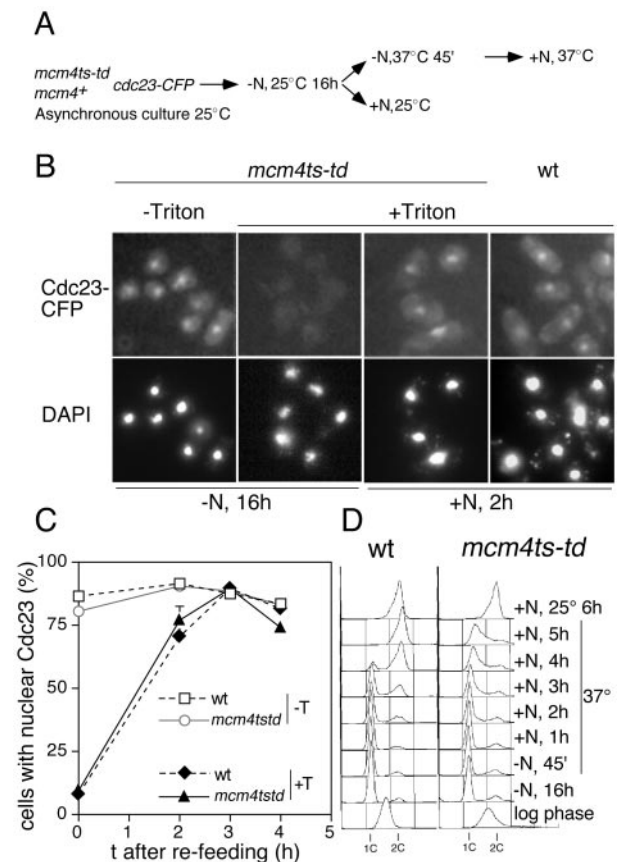 A
mcm4ts-td
mcm4+ cdc23-CFP
Asynchronous culture 25°C
-N, 25°C 16h
-N,37°C 45'
+N, 37°C
+N,25°C
B
mcm4ts-td wt
-Triton +Triton
Cdc23-
CFP
DAPI
-N, 16h +N, 2h
C
cells with nuclear Cdc23 (%)
100
75
50
25
0
wt
mcm4tstd
-T
wt
mcm4tstd
+T
0 1 2 3 4 5
t after re-feeding (h)
D
wt mcm4ts-td
+N, 25° 6h
+N, 5h
+N, 4h
+N, 3h
+N, 2h
+N, 1h
-N, 45'
37°
-N, 16h
log phase
1C 2C 1C 2C